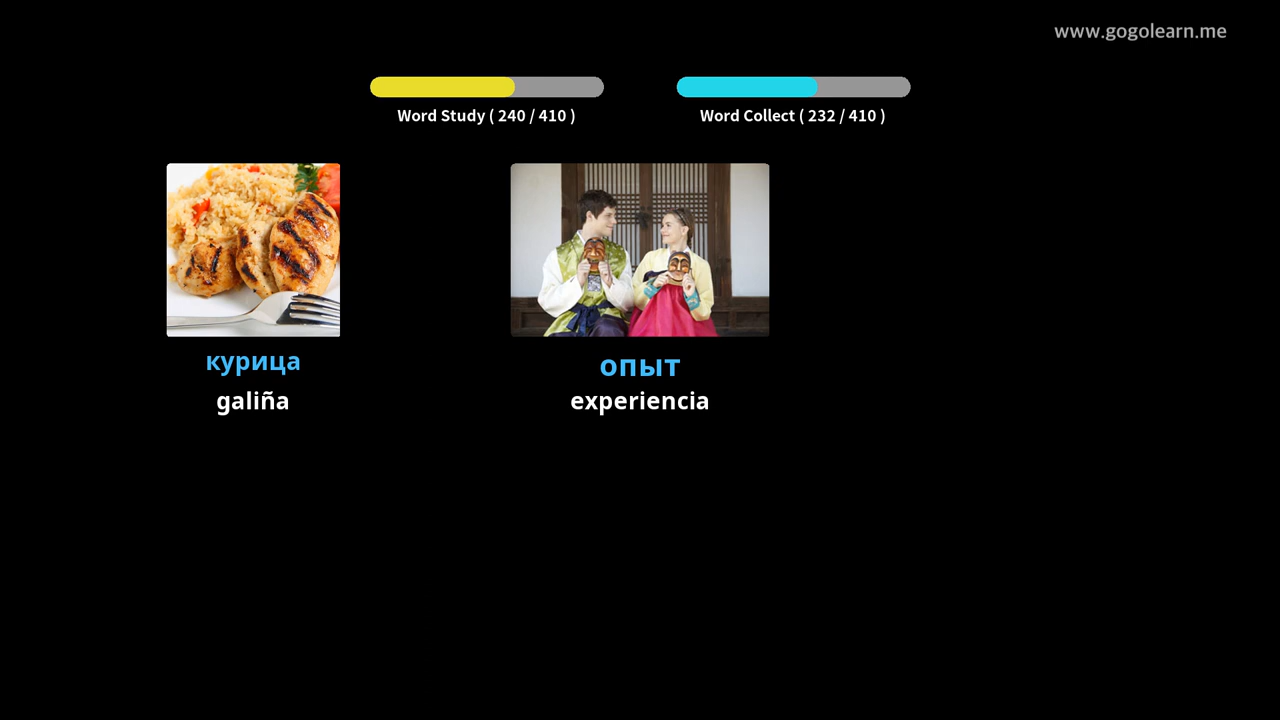 www.gogolearn.me
Word Study ( 240 / 410 )
Word Collect ( 232 / 410 )
курица
galiña
опыт
experiencia